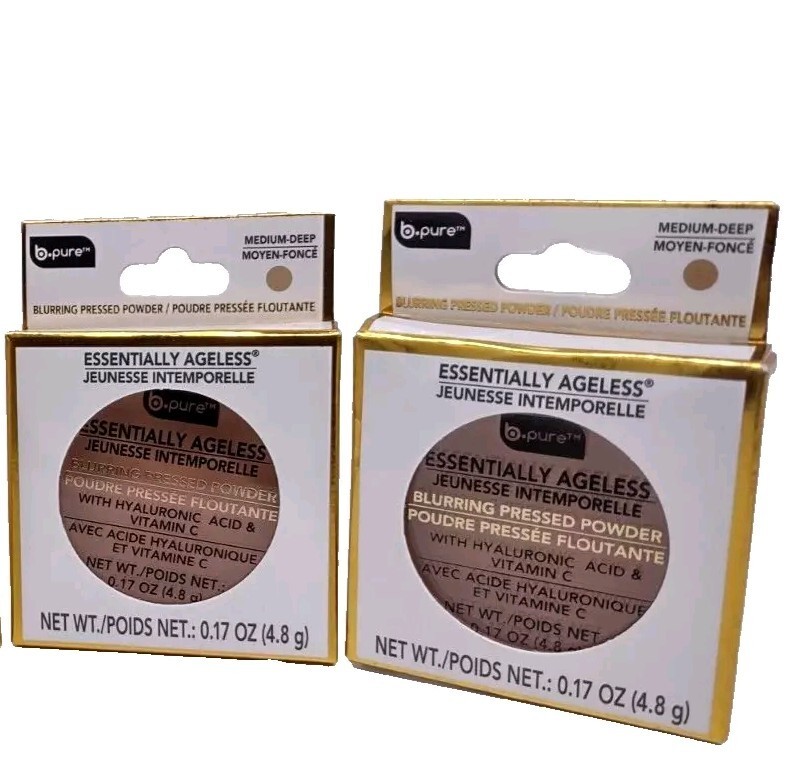 b.pure™
MEDIUM-DEEP
MOYEN-FONCÉ
BLURRING PRESSED POWDER / POUDRE PRESSÉE FLOUTANTE
ESSENTIALLY AGELESS®
JEUNESSE INTEMPORELLE
b.pure™
ESSENTIALLY AGELESS
JEUNESSE INTEMPORELLE
BLURRING PRESSED POWDER
POUDRE PRESSÉE FLOUTANTE
WITH HYALURONIC ACID &
VITAMIN C
AVEC ACIDE HYALURONIQUE
ET VITAMINE C
NET WT./POIDS NET.:
0.17 OZ (4.8 g)
NET WT./POIDS NET.: 0.17 OZ (4.8 g)
b.pure™
MEDIUM-DEEP
MOYEN-FONCÉ
BLURRING PRESSED POWDER / POUDRE PRESSÉE FLOUTANTE
ESSENTIALLY AGELESS®
JEUNESSE INTEMPORELLE
b.pure™
ESSENTIALLY AGELESS
JEUNESSE INTEMPORELLE
BLURRING PRESSED POWDER
POUDRE PRESSÉE FLOUTANTE
WITH HYALURONIC ACID &
VITAMIN C
AVEC ACIDE HYALURONIQUE
ET VITAMINE C
NET WT./POIDS NET
0.17 OZ (4.8 g
NET WT./POIDS NET.: 0.17 OZ (4.8 g)